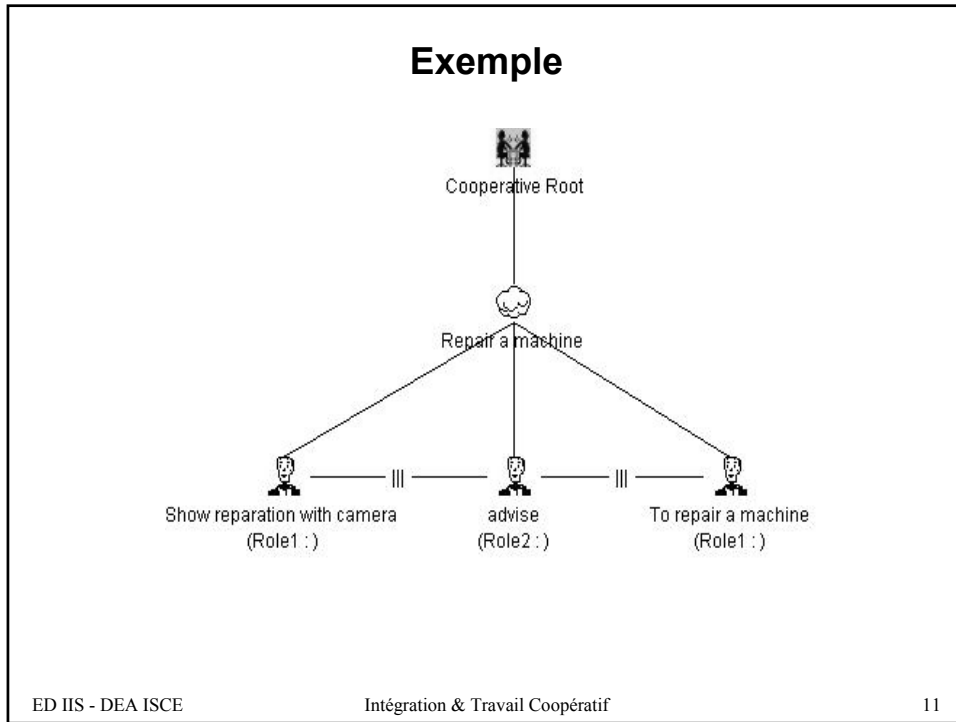 Exemple
Cooperative Root
Repair a machine
||| |||
Show reparation with camera advise To repair a machine
(Role1 : ) (Role2 : ) (Role1 : )
ED IIS - DEA ISCE Intégration & Travail Coopératif 11